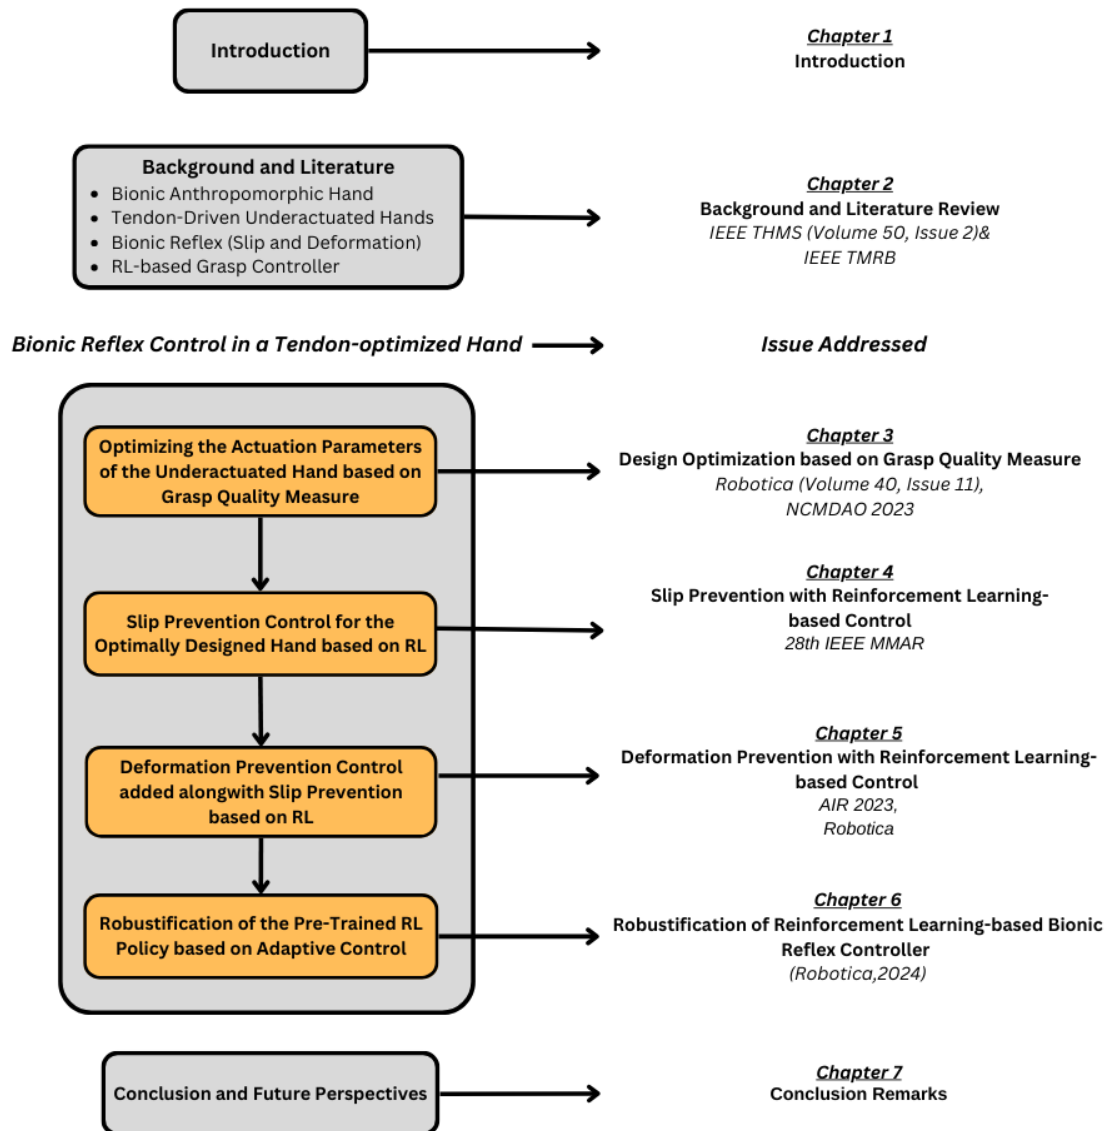 Introduction
Chapter 1
Introduction
Background and Literature
• Bionic Anthropomorphic Hand
• Tendon-Driven Underactuated Hands
• Bionic Reflex (Slip and Deformation)
• RL-based Grasp Controller
Chapter 2
Background and Literature Review
IEEE THMS (Volume 50, Issue 2)&
IEEE TMRB
Bionic Reflex Control in a Tendon-optimized Hand
Issue Addressed
Optimizing the Actuation Parameters
of the Underactuated Hand based on
Grasp Quality Measure
Chapter 3
Design Optimization based on Grasp Quality Measure
Robotica (Volume 40, Issue 11),
NCMDAO 2023
Slip Prevention Control for the
Optimally Designed Hand based on RL
Chapter 4
Slip Prevention with Reinforcement Learning-
based Control
28th IEEE MMAR
Deformation Prevention Control
added alongwith Slip Prevention
based on RL
Chapter 5
Deformation Prevention with Reinforcement Learning-
based Control
AIR 2023,
Robotica
Robustification of the Pre-Trained RL
Policy based on Adaptive Control
Chapter 6
Robustification of Reinforcement Learning-based Bionic
Reflex Controller
(Robotica,2024)
Conclusion and Future Perspectives
Chapter 7
Conclusion Remarks